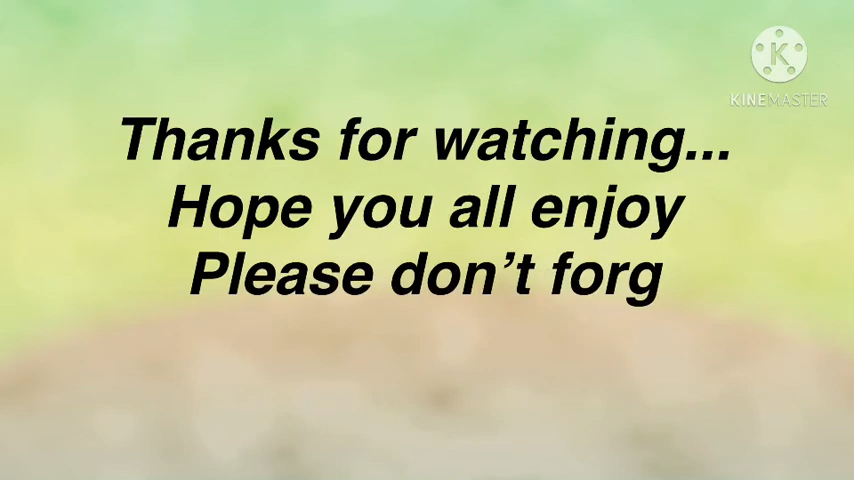 KINEMASTER
Thanks for watching...
Hope you all enjoy
Please don’t forg